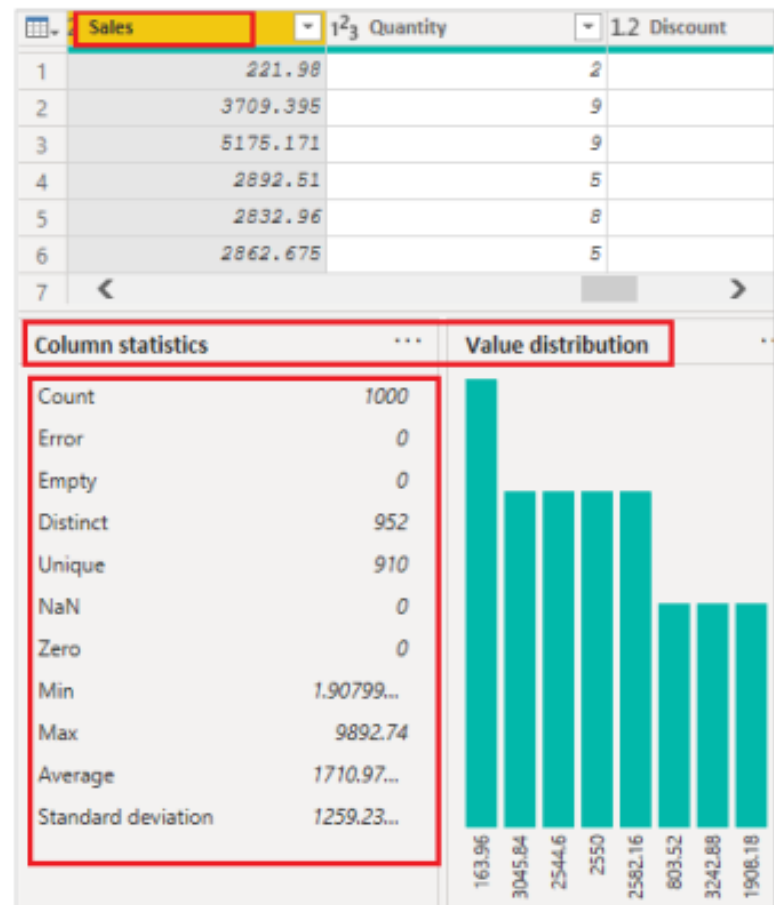 Sales 1²3 Quantity 1.2 Discount
1 221.98 2
2 3709.395 9
3 5175.171 9
4 2892.51 5
5 2832.96 8
6 2862.675 5
7
Column statistics ... Value distribution
Count 1000
Error 0
Empty 0
Distinct 952
Unique 910
NaN 0
Zero 0
Min 1.90799...
Max 9892.74
Average 1710.97...
Standard deviation 1259.23...
163.96
3045.84
2544.6
2550
2582.16
803.52
3242.88
1908.18